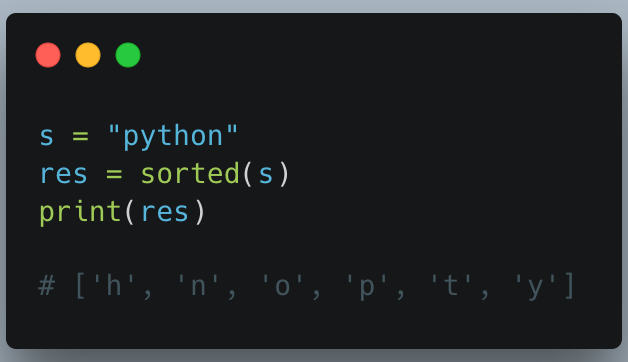 s = "python"
res = sorted(s)
print(res)
# ['h', 'n', 'o', 'p', 't', 'y']